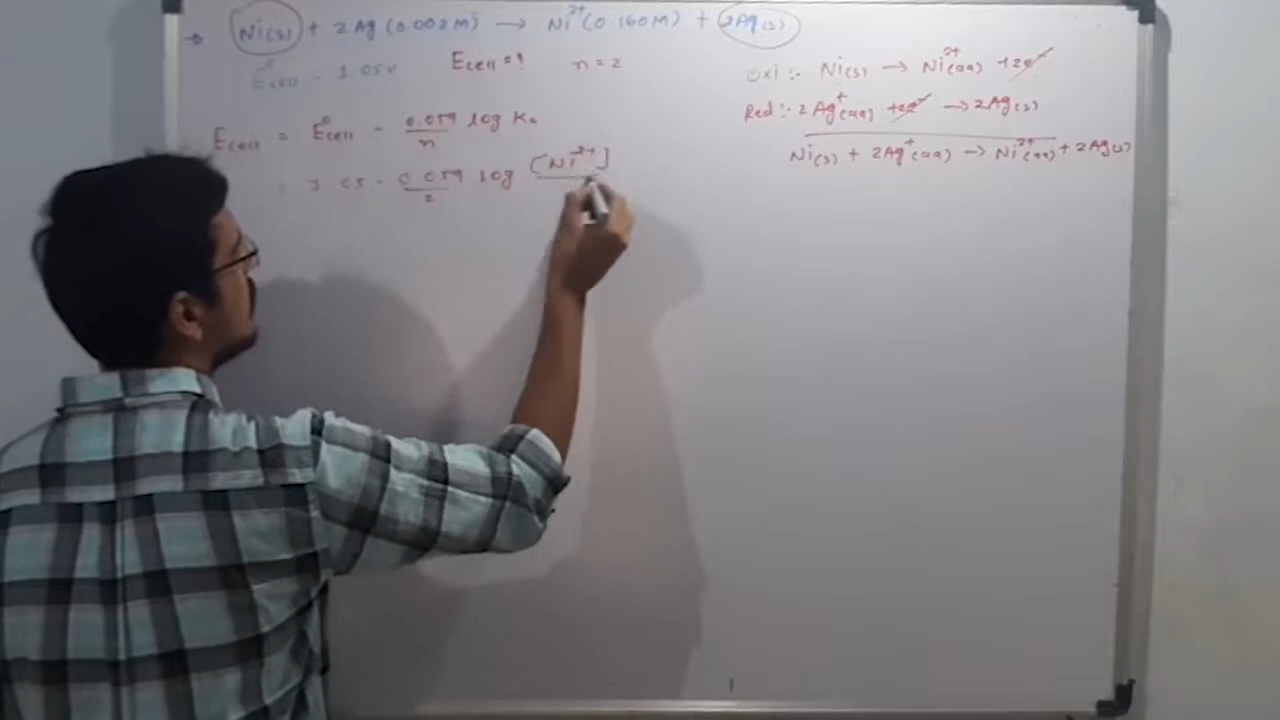 → Ni(s) + 2Ag (0.002M) → Ni²⁺(0.160M) + 2Ag(s)
E°cell - 1.05V Ecell = ? n = 2
Ecell = E°cell - 0.059/n log Kc
= 1.05 - 0.059/2 log [Ni²⁺]
Oxi :- Ni(s) → Ni²⁺(aq) + 2e⁻
Red :- 2Ag⁺(aq) + 2e⁻ → 2Ag(s)
Ni(s) + 2Ag⁺(aq) → Ni²⁺(aq) + 2Ag(s)